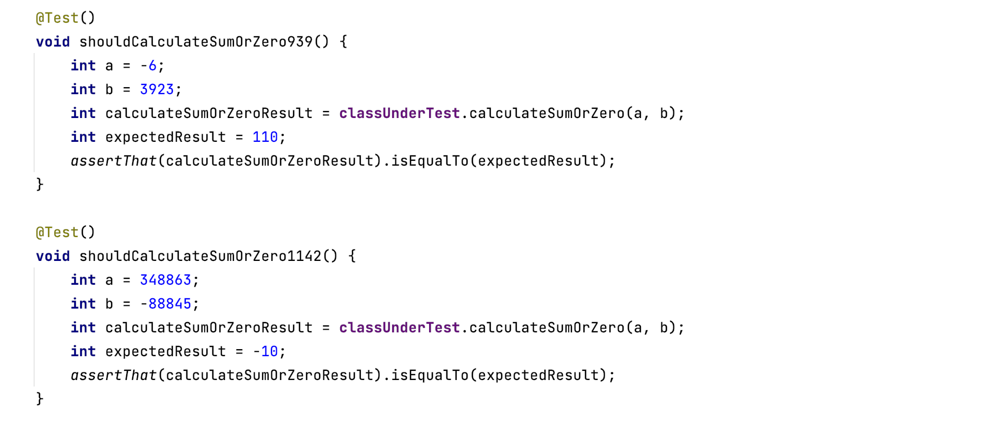 @Test()
void shouldCalculateSumOrZero939() {
    int a = -6;
    int b = 3923;
    int calculateSumOrZeroResult = classUnderTest.calculateSumOrZero(a, b);
    int expectedResult = 110;
    assertThat(calculateSumOrZeroResult).isEqualTo(expectedResult);
}

@Test()
void shouldCalculateSumOrZero1142() {
    int a = 348863;
    int b = -88845;
    int calculateSumOrZeroResult = classUnderTest.calculateSumOrZero(a, b);
    int expectedResult = -10;
    assertThat(calculateSumOrZeroResult).isEqualTo(expectedResult);
}